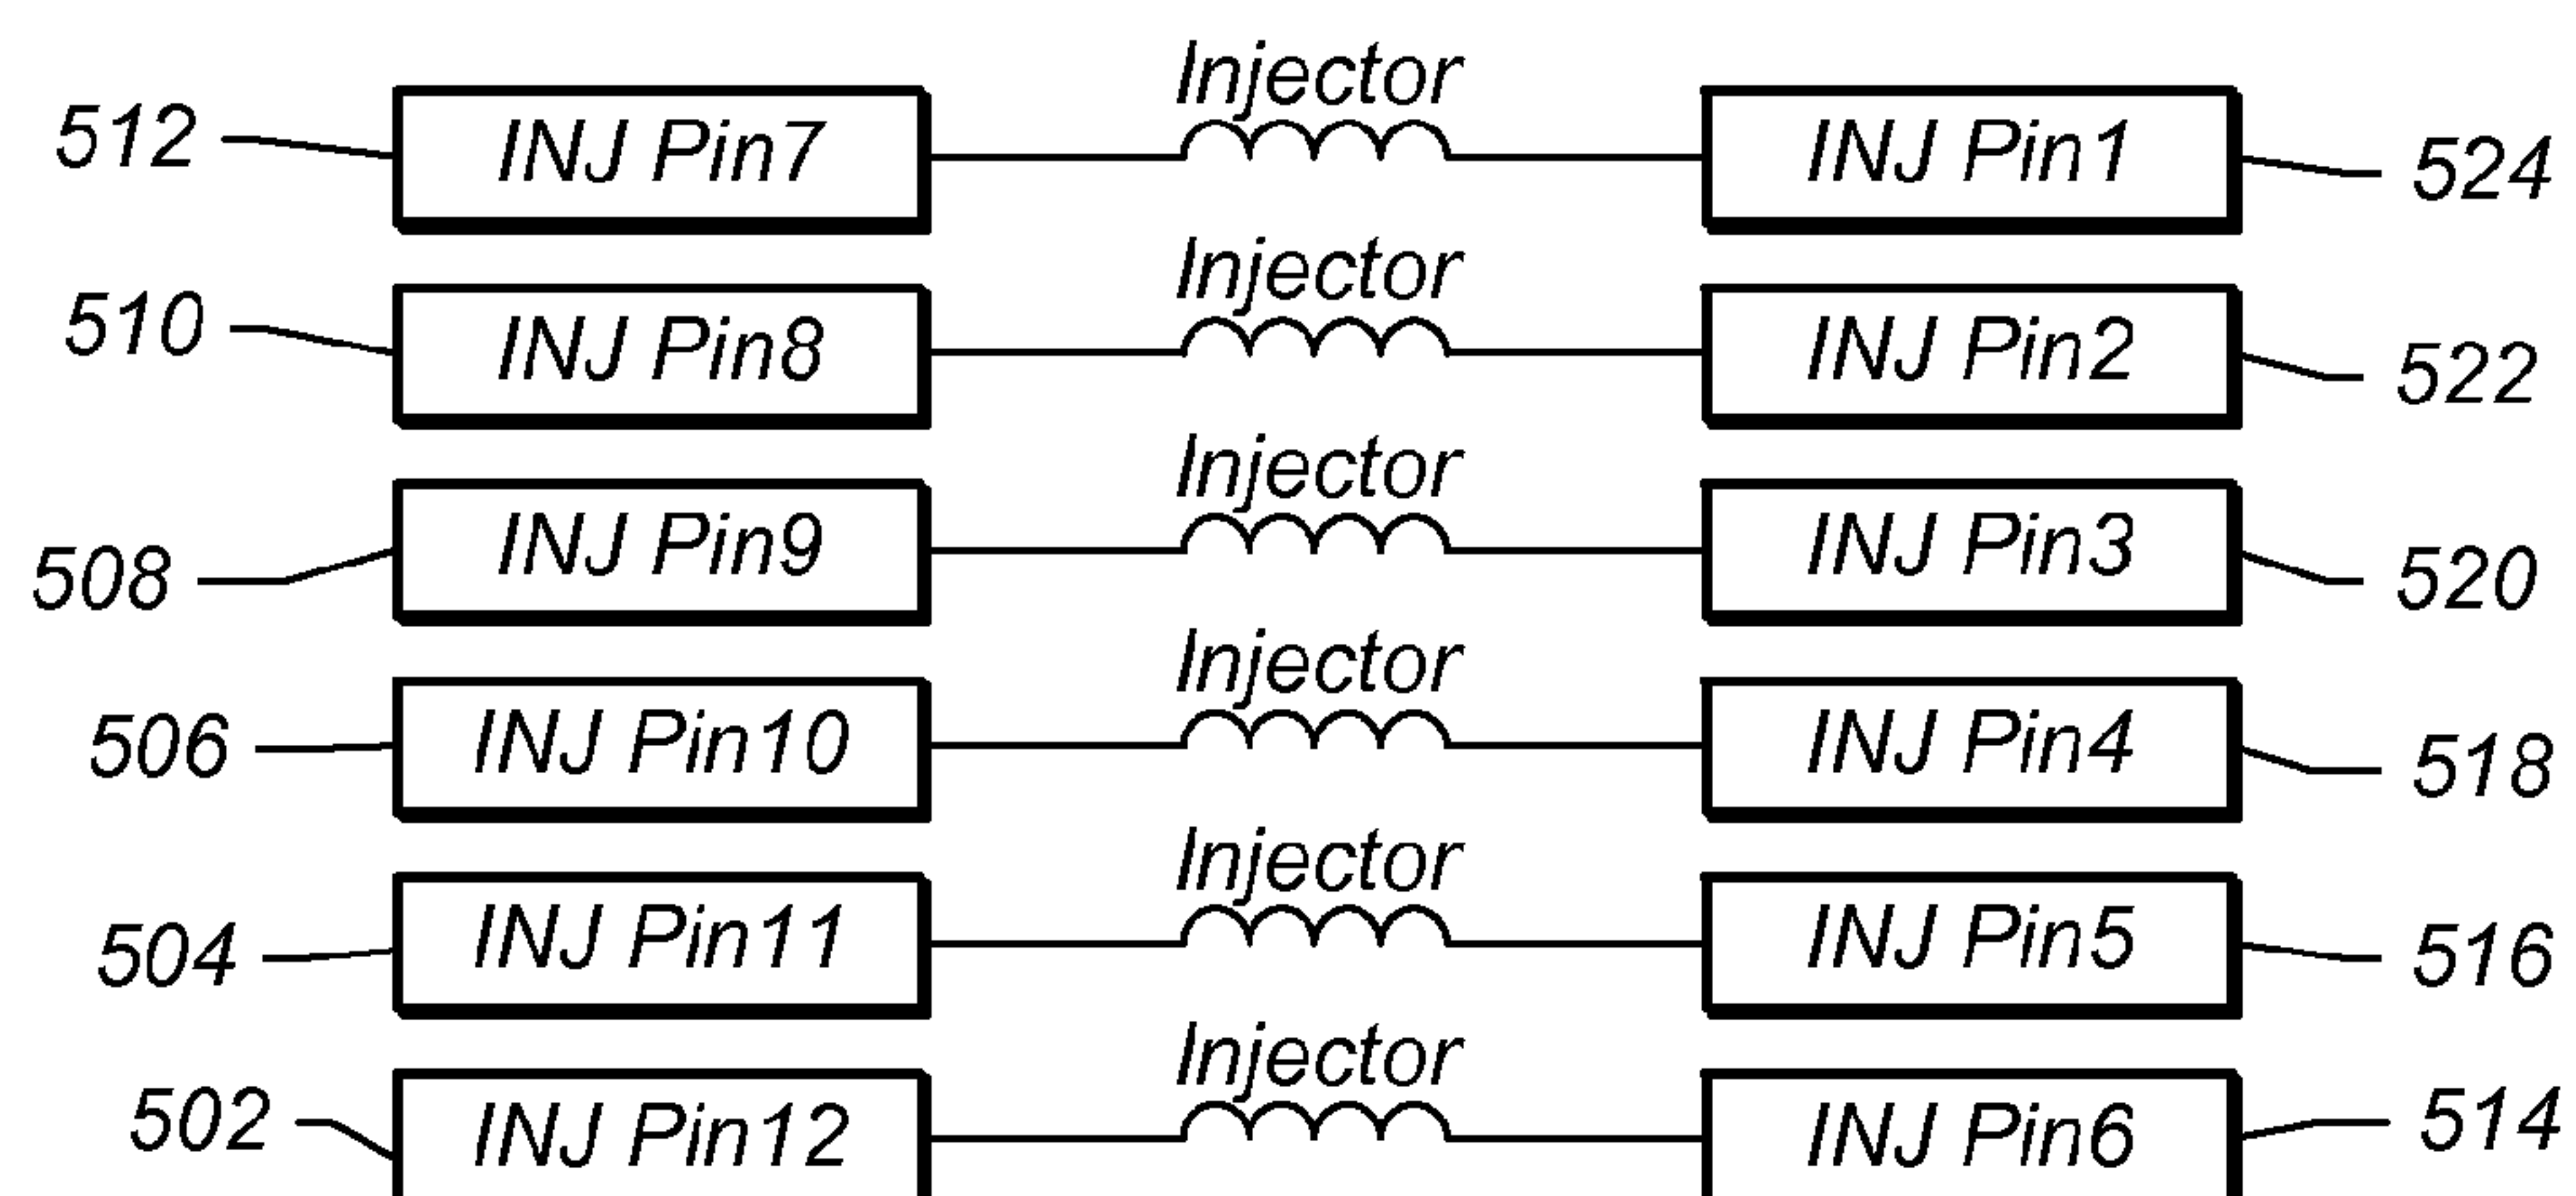 Injector
512 INJ Pin7 INJ Pin1 524
Injector
510 INJ Pin8 INJ Pin2 522
Injector
508 INJ Pin9 INJ Pin3 520
Injector
506 INJ Pin10 INJ Pin4 518
Injector
504 INJ Pin11 INJ Pin5 516
Injector
502 INJ Pin12 INJ Pin6 514